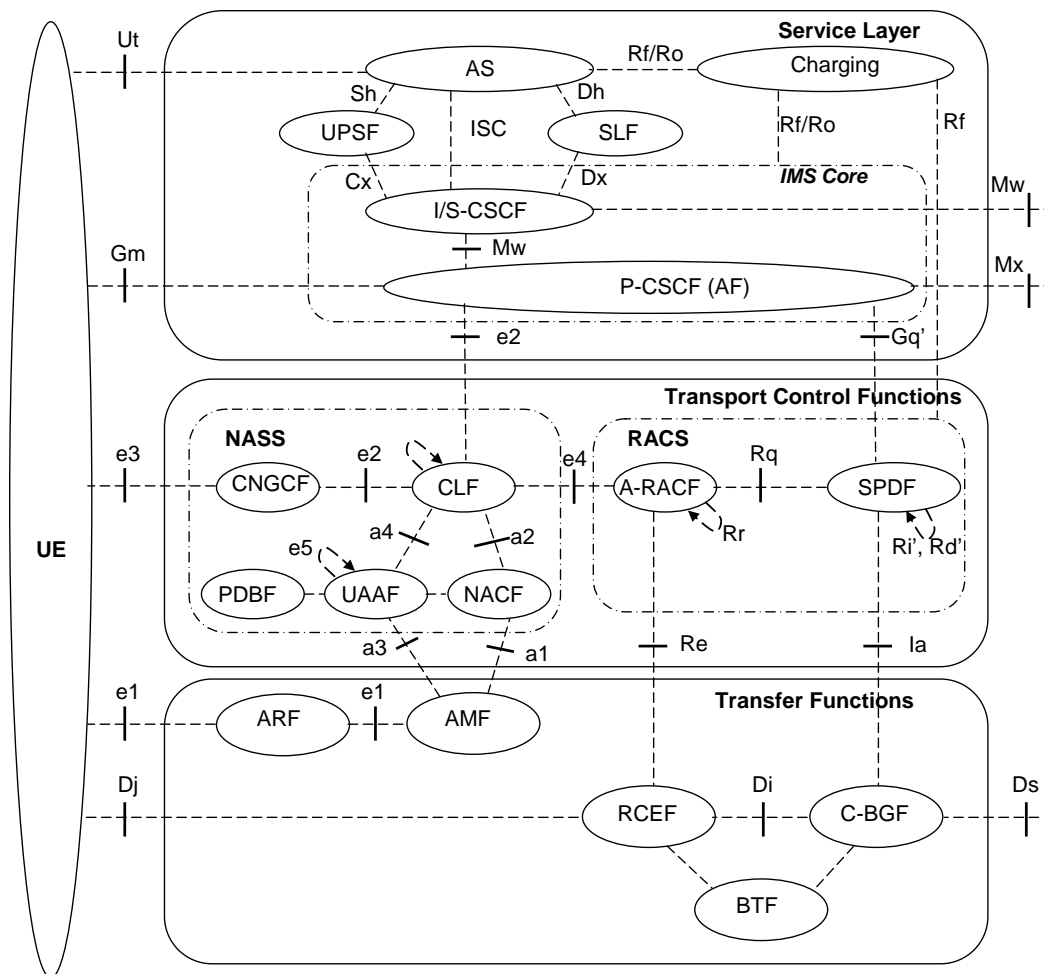 Service Layer
Ut
AS
Rf/Ro
Charging
Sh
Dh
UPSF
ISC
SLF
Rf/Ro
Rf
Cx
Dx
IMS Core
Mw
I/S-CSCF
Mw
Gm
Mx
P-CSCF (AF)
e2
Gq’
Transport Control Functions
NASS
RACS
e3
e2
e4
Rq
CNGCF
CLF
A-RACF
SPDF
Rr
Ri’, Rd’
a4
a2
e5
UE
PDBF
UAAF
NACF
a3
a1
Re
Ia
Transfer Functions
e1
e1
ARF
AMF
Dj
Di
Ds
RCEF
C-BGF
BTF